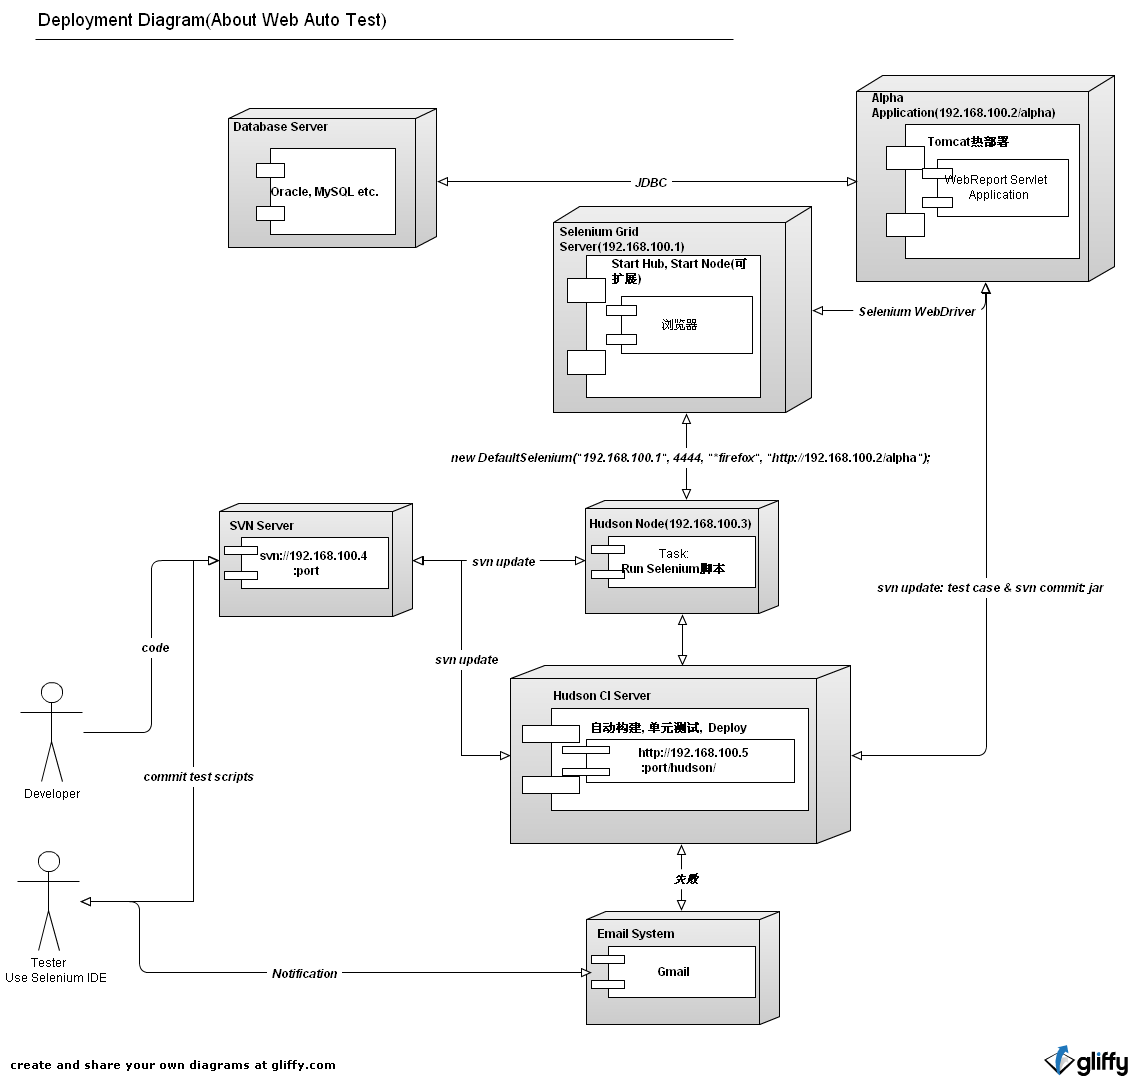 Deployment Diagram(About Web Auto Test)
Alpha
Application(192.168.100.2/alpha)
Tomcat热部署
WebReport Servlet
Application
Database Server
Oracle, MySQL etc.
JDBC
Selenium Grid
Server(192.168.100.1)
Start Hub, Start Node(可
扩展)
浏览器
Selenium WebDriver
new DefaultSelenium("192.168.100.1", 4444, "*firefox", "http://192.168.100.2/alpha");
SVN Server
svn://192.168.100.4
:port
svn update
Hudson Node(192.168.100.3)
Task:
Run Selenium脚本
svn update: test case & svn commit: jar
code
svn update
Developer
Hudson CI Server
自动构建, 单元测试, Deploy
http://192.168.100.5
:port/hudson/
commit test scripts
失败
Tester
Use Selenium IDE
Notification
Email System
Gmail
create and share your own diagrams at gliffy.com
gliffy